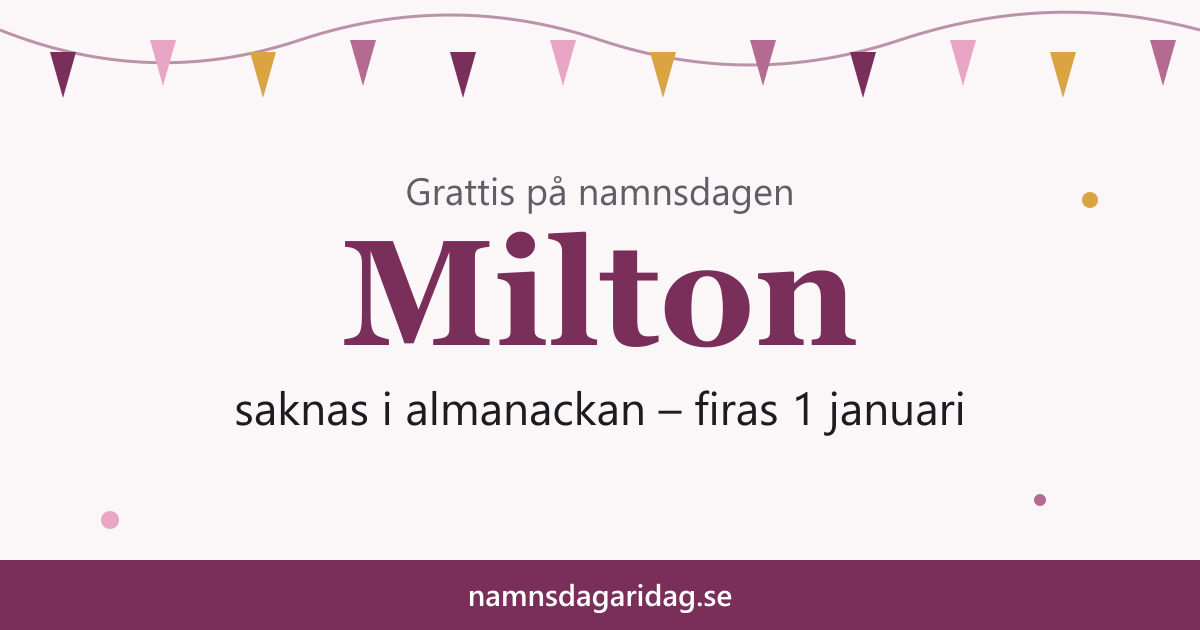 Grattis på namnsdagen
Milton
saknas i almanackan – firas 1 januari
namnsdagaridag.se